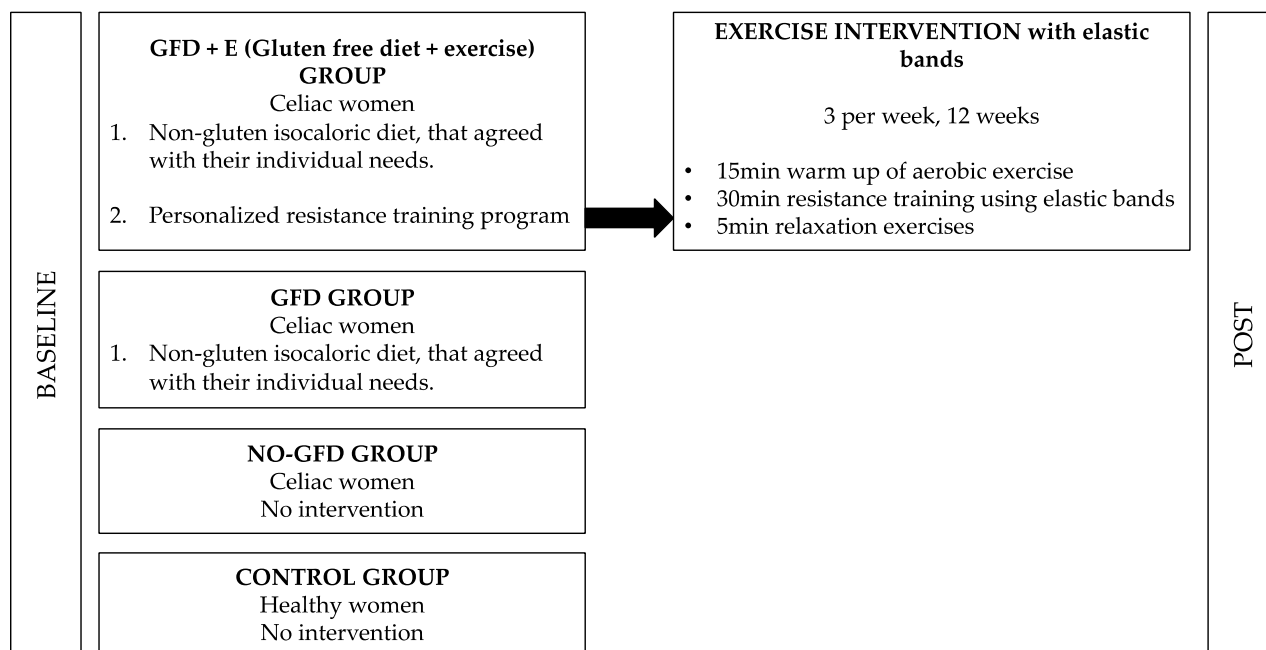 BASELINE
GFD + E (Gluten free diet + exercise)
GROUP
Celiac women
1. Non-gluten isocaloric diet, that agreed
with their individual needs.
2. Personalized resistance training program
EXERCISE INTERVENTION with elastic
bands
3 per week, 12 weeks
• 15min warm up of aerobic exercise
• 30min resistance training using elastic bands
• 5min relaxation exercises
GFD GROUP
Celiac women
1. Non-gluten isocaloric diet, that agreed
with their individual needs.
NO-GFD GROUP
Celiac women
No intervention
CONTROL GROUP
Healthy women
No intervention
POST